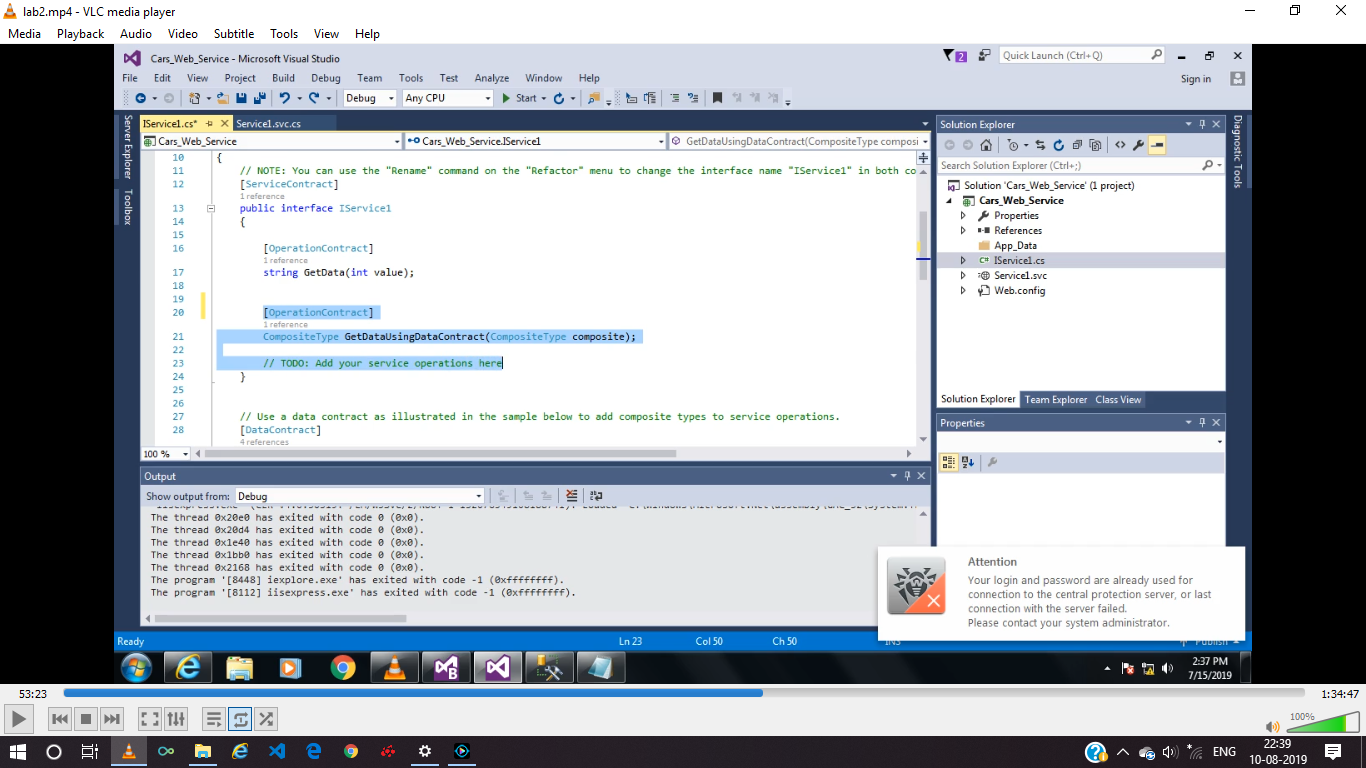 lab2.mp4 - VLC media player
Media Playback Audio Video Subtitle Tools View Help
Cars_Web_Service - Microsoft Visual Studio
2
Quick Launch (Ctrl+Q)
File Edit View Project Build Debug Team Tools Test Analyze Window Help
Sign in
Debug Any CPU Start
Server Explorer
Toolbox
IService1.cs* Service1.svc.cs
Cars_Web_Service Cars_Web_Service.IService1 GetDataUsingDataContract(CompositeType composi
10 {
11 // NOTE: You can use the "Rename" command on the "Refactor" menu to change the interface name "IService1" in both co
12 [ServiceContract]
1 reference
13 public interface IService1
14 {
15
16 [OperationContract]
1 reference
17 string GetData(int value);
18
19
20 [OperationContract]
1 reference
21 CompositeType GetDataUsingDataContract(CompositeType composite);
22
23 // TODO: Add your service operations here
24 }
25
26
27 // Use a data contract as illustrated in the sample below to add composite types to service operations.
28 [DataContract]
4 references
100 %
Output
Show output from: Debug
The thread 0x20e0 has exited with code 0 (0x0).
The thread 0x20d4 has exited with code 0 (0x0).
The thread 0x1e40 has exited with code 0 (0x0).
The thread 0x1bb0 has exited with code 0 (0x0).
The thread 0x2168 has exited with code 0 (0x0).
The program '[8448] iexplore.exe' has exited with code -1 (0xffffffff).
The program '[8112] iisexpress.exe' has exited with code -1 (0xffffffff).
Solution Explorer
Search Solution Explorer (Ctrl+;)
Solution 'Cars_Web_Service' (1 project)
Cars_Web_Service
Properties
References
App_Data
IService1.cs
Service1.svc
Web.config
Solution Explorer Team Explorer Class View
Properties
Diagnostic Tools
Attention
Your login and password are already used for
connection to the central protection server, or last
connection with the server failed.
Please contact your system administrator.
Ready Ln 23 Col 50 Ch 50 INS Publish
2:37 PM
7/15/2019
53:23 1:34:47
100%
ENG
22:39
10-08-2019